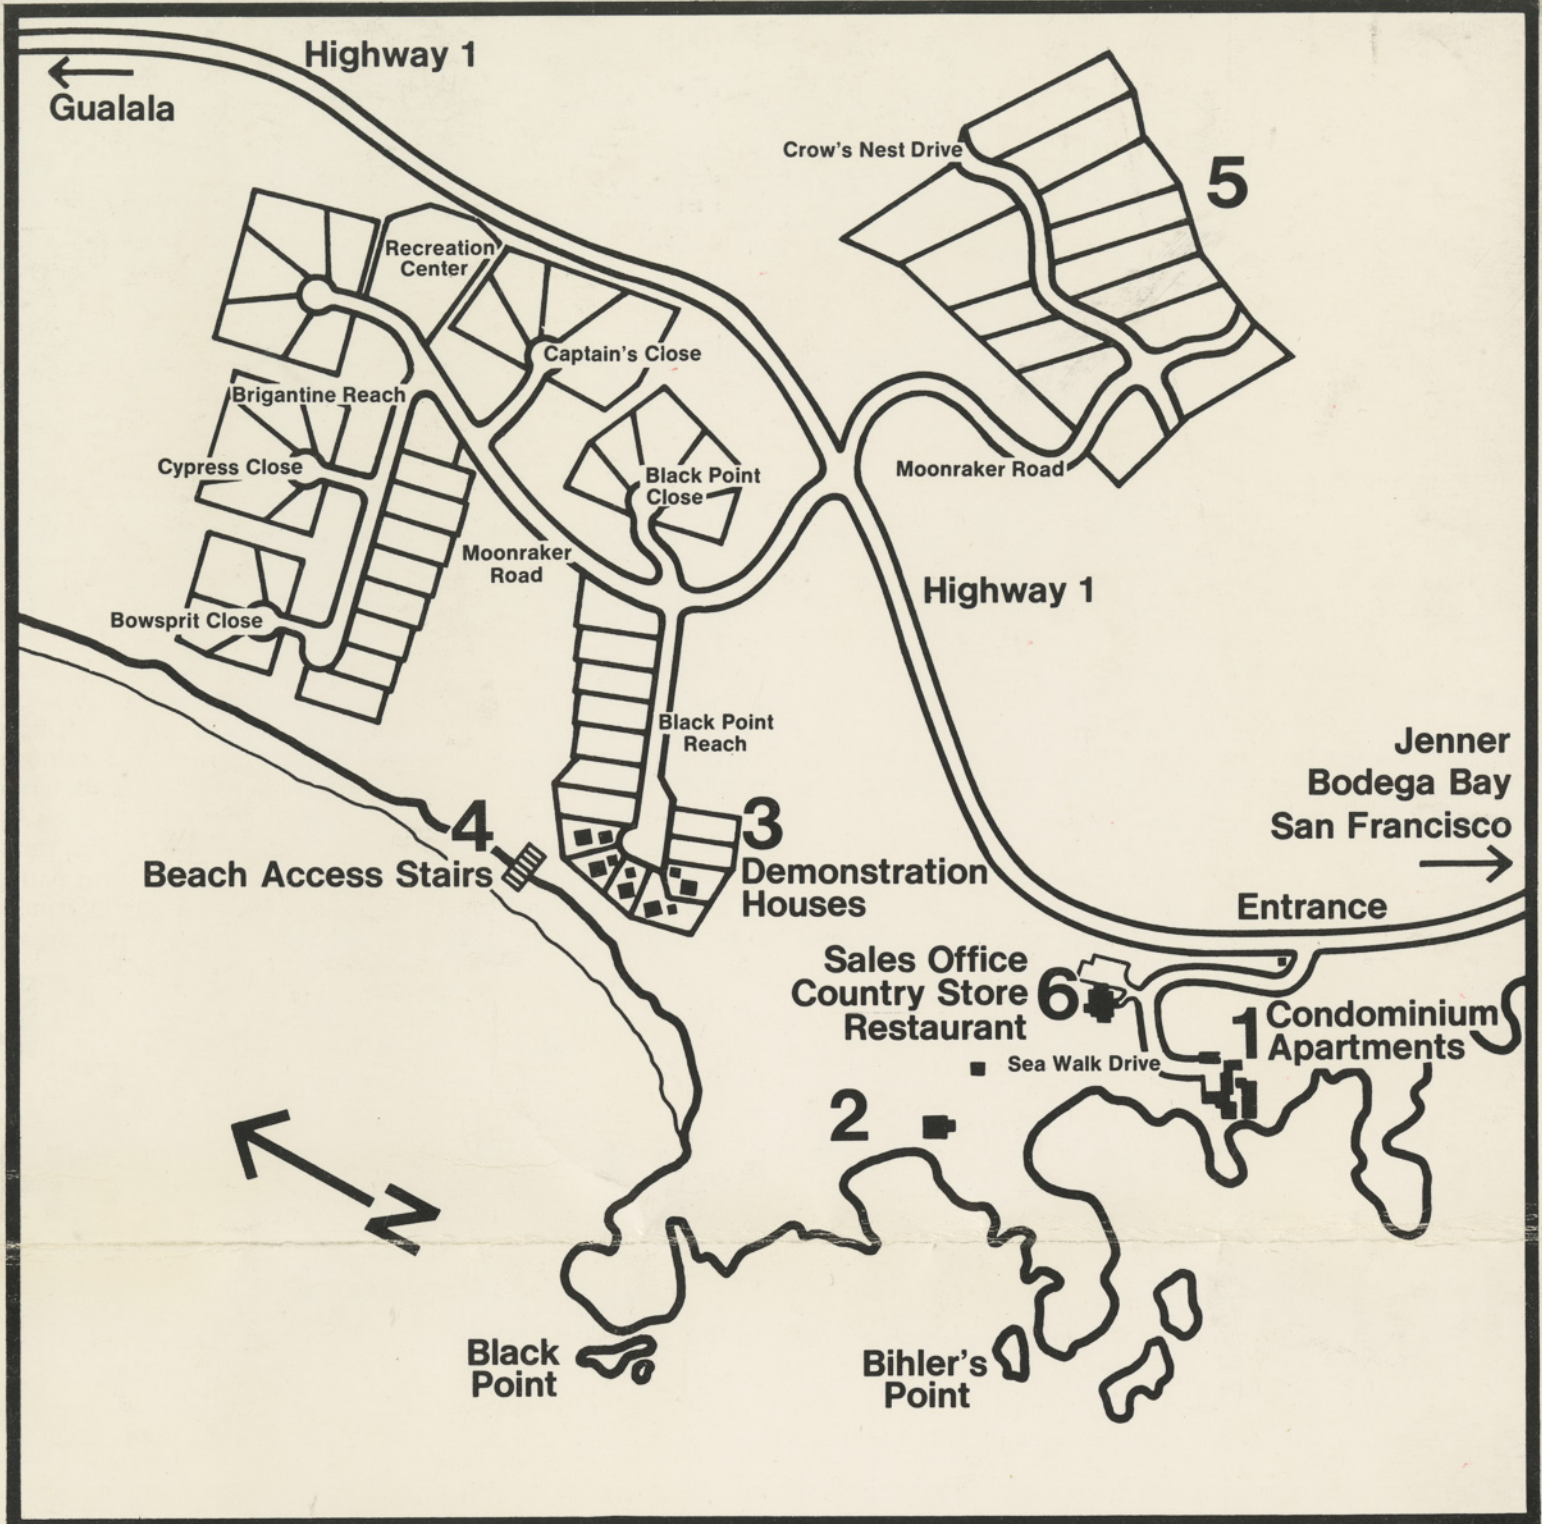 Highway 1
Gualala
Crow's Nest Drive
5
Recreation
Center
Captain's Close
Brigantine Reach
Cypress Close
Black Point
Close
Moonraker Road
Moonraker
Road
Highway 1
Bowsprit Close
Black Point
Reach
Jenner
Bodega Bay
San Francisco
4
Beach Access Stairs
3
Demonstration
Houses
Entrance
Sales Office
Country Store
Restaurant
6
1
Condominium
Apartments
Sea Walk Drive
2
N
Black
Point
Bihler's
Point